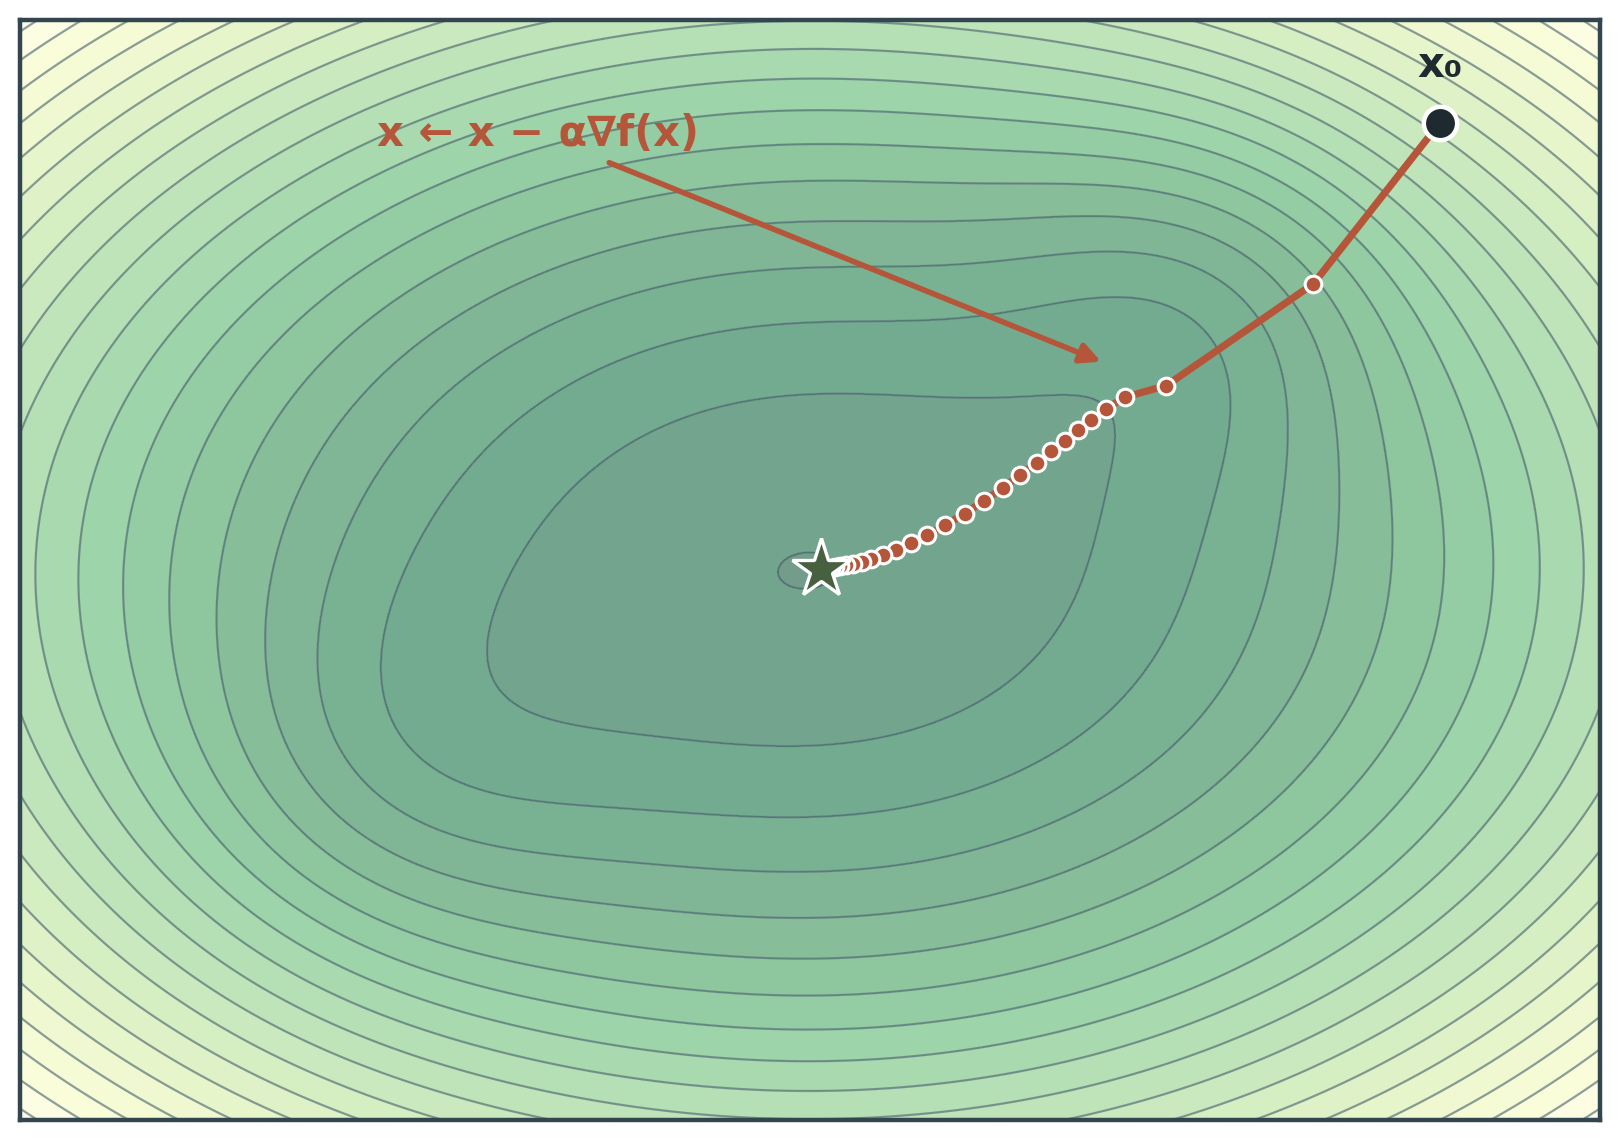 x₀
x ← x − α∇f(x)